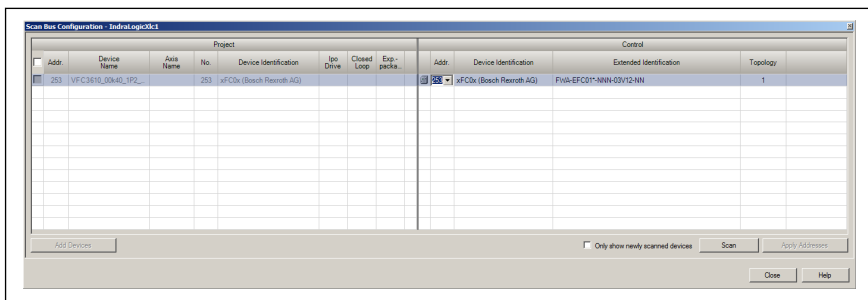 Scan Bus Configuration - IndraLogicXlc1
Project Control
Addr. Device Name Axis Name No. Device Identification Ipo Drive Closed Loop Exp.-packa... Addr. Device Identification Extended Identification Topology
253 VFC3610_00k40_1P2_... 253 xFC0x (Bosch Rexroth AG) 253 xFC0x (Bosch Rexroth AG) FWA-EFC01*-NNN-03V12-NN 1
Add Devices Only show newly scanned devices Scan Apply Addresses
Close Help